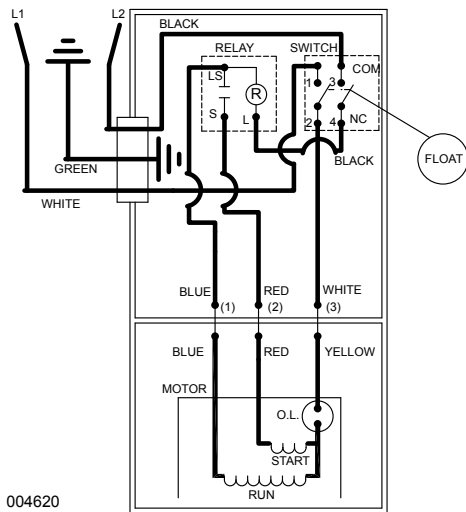 L1
L2
BLACK
RELAY
SWITCH
LS
COM
1
3
R
S
L
2
4
NC
BLACK
FLOAT
GREEN
WHITE
BLUE
RED
WHITE
(1)
(2)
(3)
BLUE
RED
YELLOW
MOTOR
O.L.
START
RUN
004620